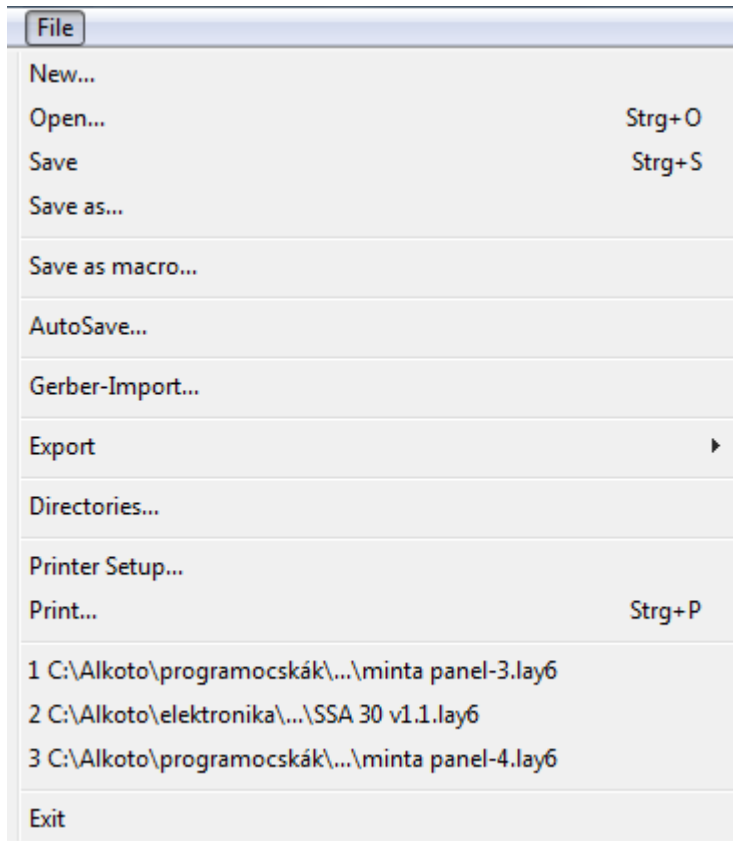 File
New...
Open... Strg+O
Save Strg+S
Save as...
Save as macro...
AutoSave...
Gerber-Import...
Export
Directories...
Printer Setup...
Print... Strg+P
1 C:\Alkoto\programocskák\...\minta panel-3.lay6
2 C:\Alkoto\elektronika\...\SSA 30 v1.1.lay6
3 C:\Alkoto\programocskák\...\minta panel-4.lay6
Exit